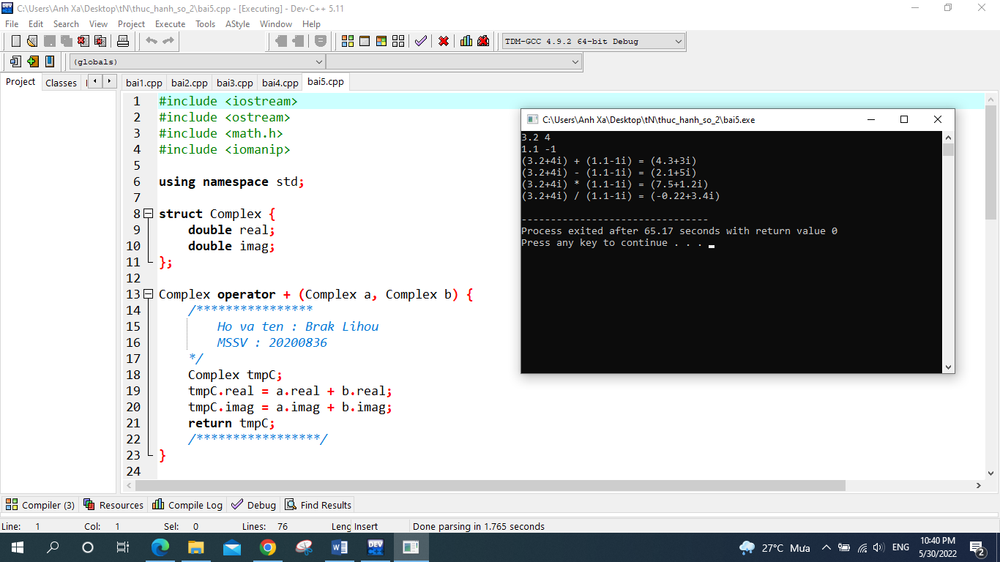 C:\Users\Anh Xa\Desktop\tN\thuc_hanh_so_2\bai5.cpp - [Executing] - Dev-C++ 5.11
File Edit Search View Project Execute Tools AStyle Window Help
TDM-GCC 4.9.2 64-bit Debug
(globals)
Project Classes
bai1.cpp bai2.cpp bai3.cpp bai4.cpp bai5.cpp
1 #include <iostream>
2 #include <ostream>
3 #include <math.h>
4 #include <iomanip>
5
6 using namespace std;
7
8 struct Complex {
9 double real;
10 double imag;
11 };
12
13 Complex operator + (Complex a, Complex b) {
14 /****************
15 Ho va ten : Brak Lihou
16 MSSV : 20200836
17 */
18 Complex tmpC;
19 tmpC.real = a.real + b.real;
20 tmpC.imag = a.imag + b.imag;
21 return tmpC;
22 /*****************/
23 }
24
C:\Users\Anh Xa\Desktop\tN\thuc_hanh_so_2\bai5.exe
3.2 4
1.1 -1
(3.2+4i) + (1.1-1i) = (4.3+3i)
(3.2+4i) - (1.1-1i) = (2.1+5i)
(3.2+4i) * (1.1-1i) = (7.5+1.2i)
(3.2+4i) / (1.1-1i) = (-0.22+3.4i)
--------------------------------
Process exited after 65.17 seconds with return value 0
Press any key to continue . . .
Compiler (3) Resources Compile Log Debug Find Results
Line: 1 Col: 1 Sel: 0 Lines: 76 Insert Done parsing in 1.765 seconds
DEV 27°C Mưa ENG 10:40 PM
5/30/2022 2